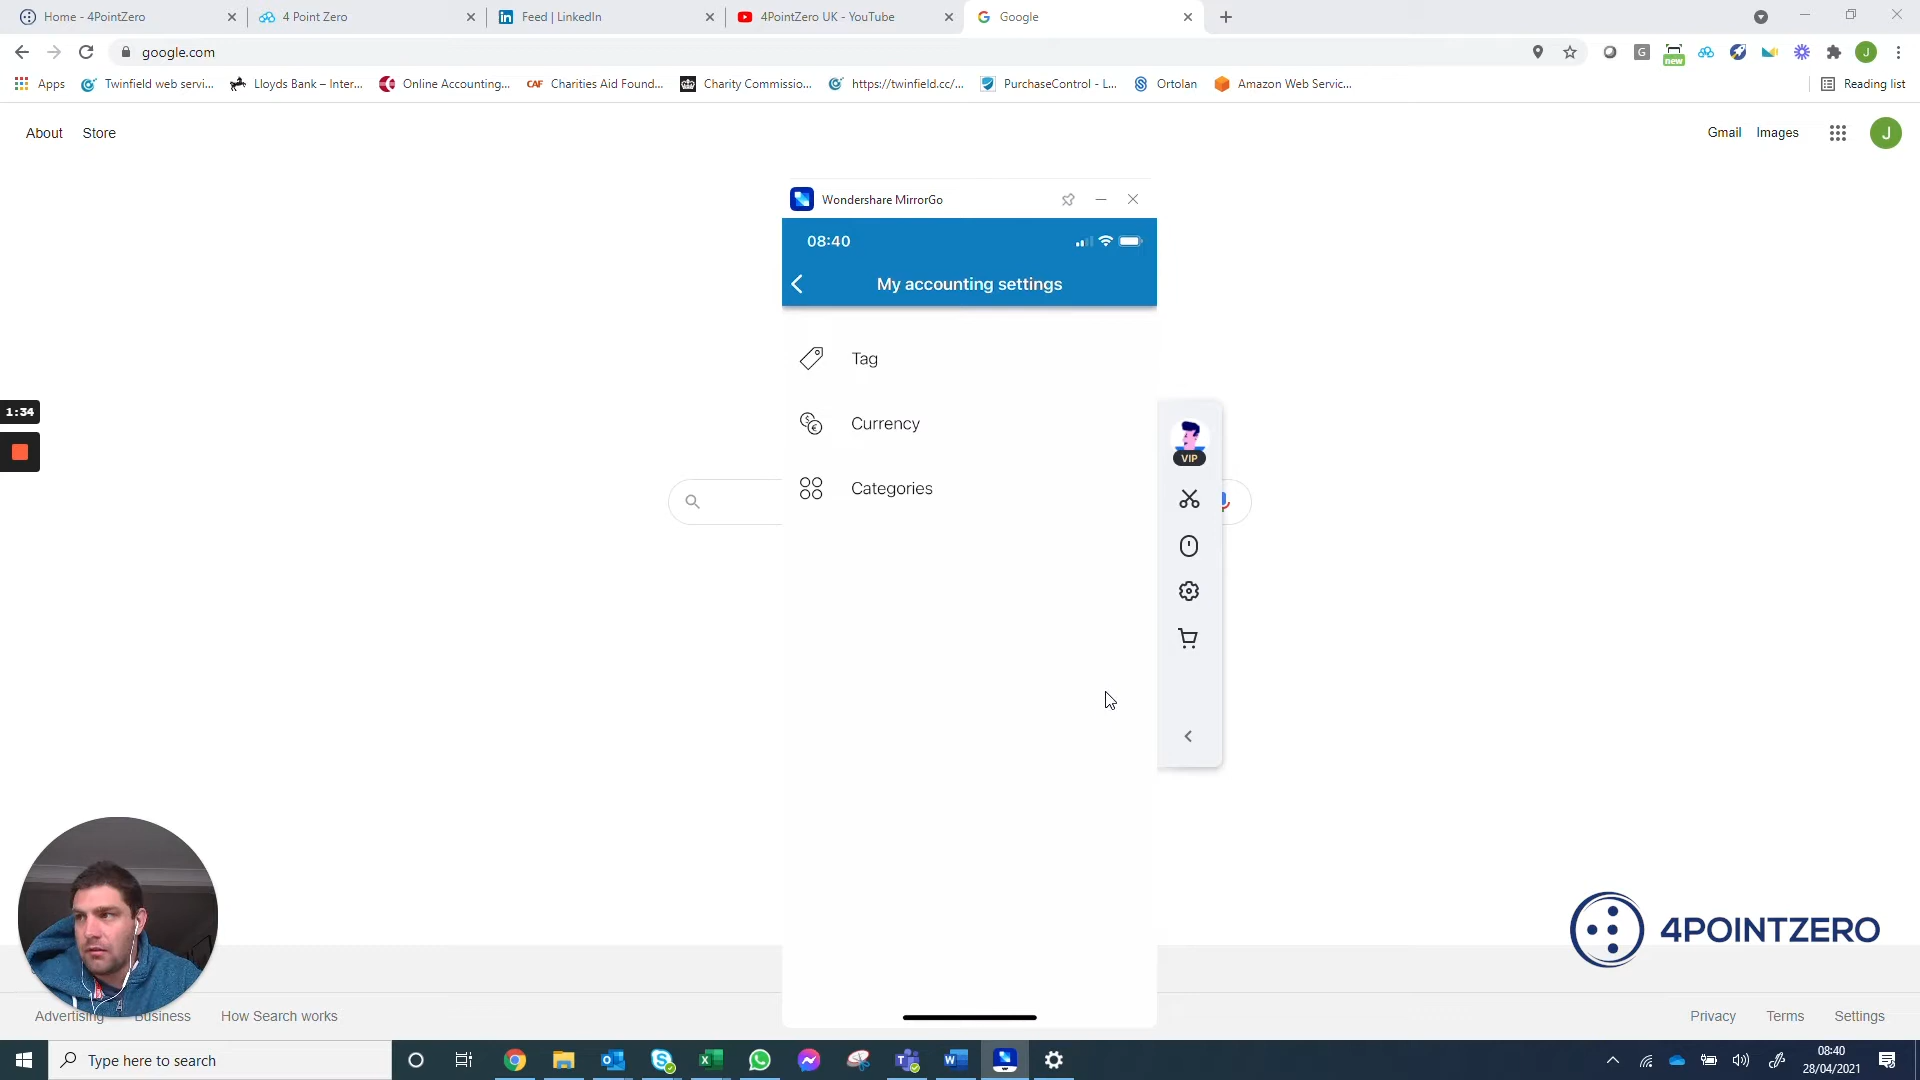 Home - 4PointZero
4 Point Zero
Feed | LinkedIn
4PointZero UK - YouTube
Google
google.com
G
new
J
Apps
Twinfield web servi...
Lloyds Bank – Inter...
Online Accounting...
CAF
Charities Aid Found...
Charity Commissio...
https://twinfield.cc/...
PurchaseControl - L...
Ortolan
Amazon Web Servic...
Reading list
About
Store
Gmail
Images
J
Wondershare MirrorGo
08:40
My accounting settings
Tag
Currency
Categories
1:34
VIP
4POINTZERO
Advertising
Business
How Search works
Privacy
Terms
Settings
Type here to search
08:40
28/04/2021